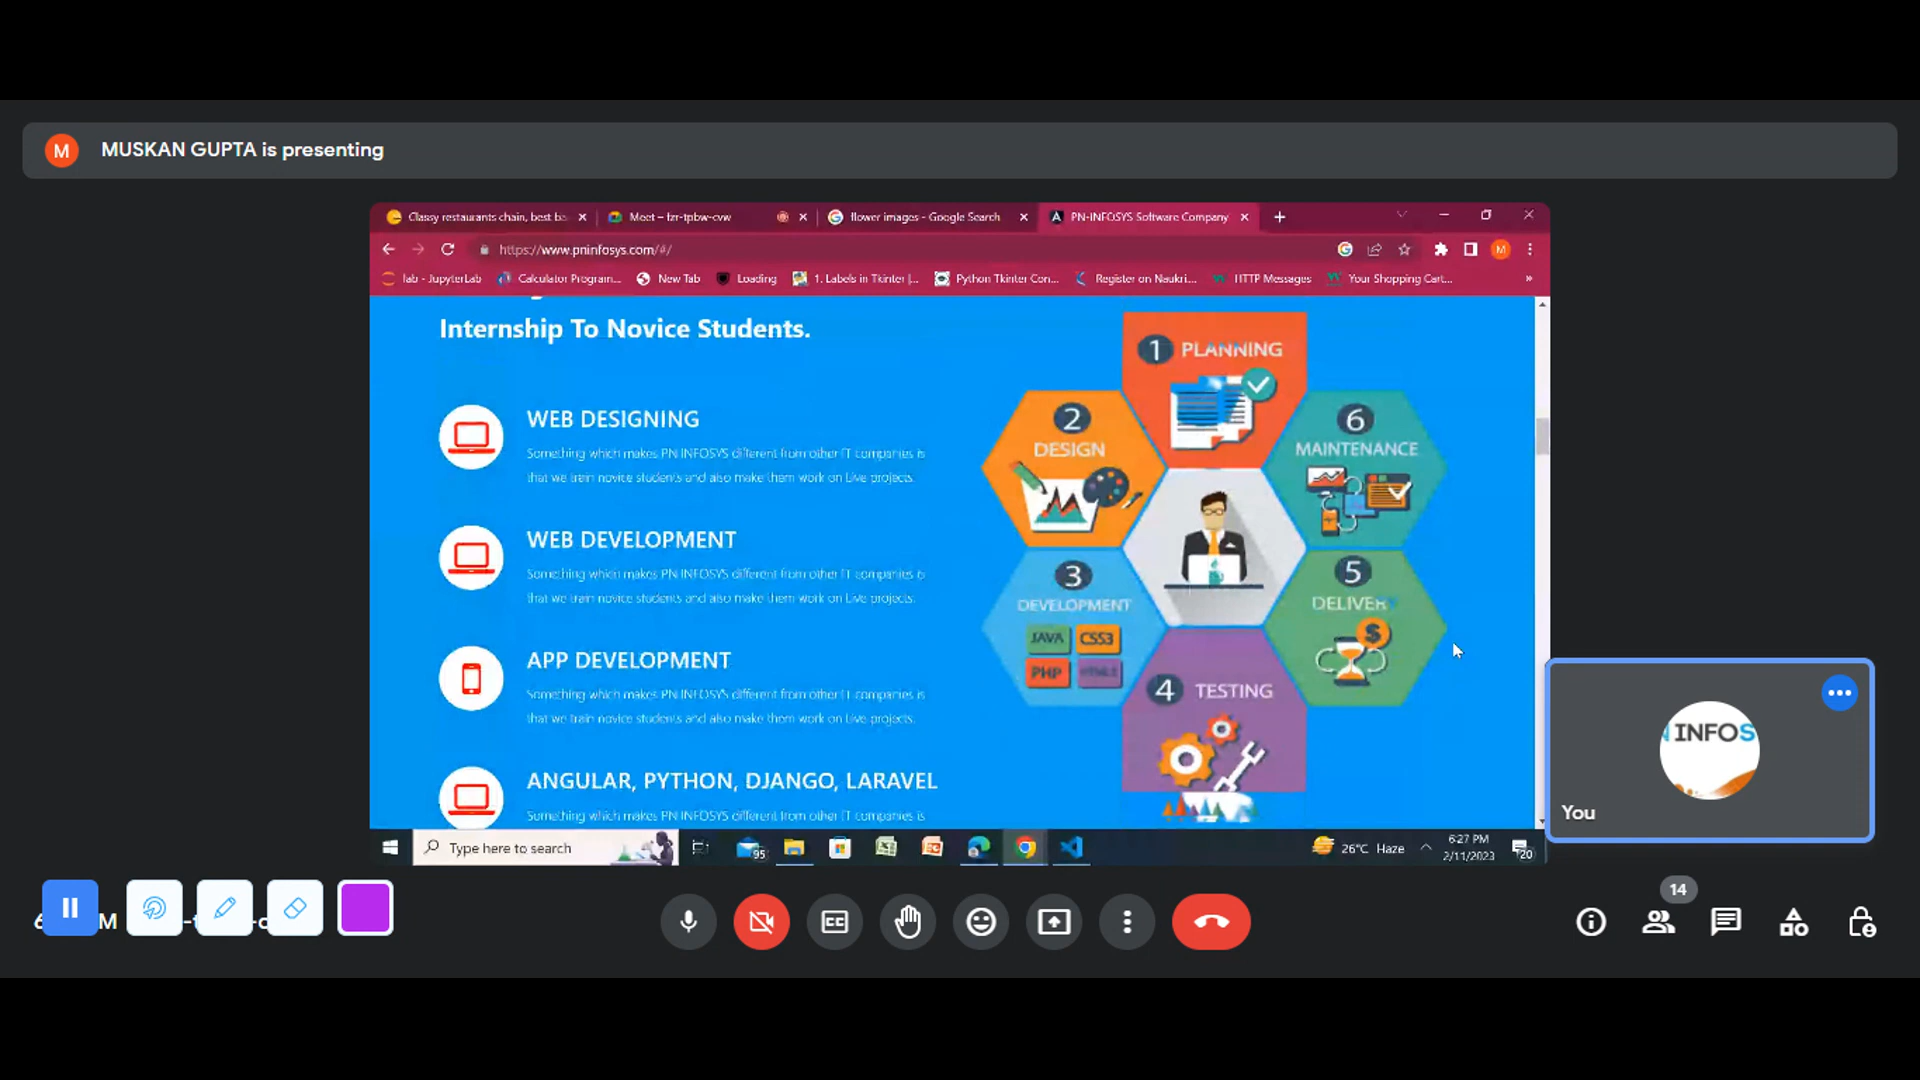 M MUSKAN GUPTA is presenting
Classy restaurants chain, best ba
Meet – fzr-tpbw-cvw
flower images - Google Search
PN-INFOSYS Software Company
https://www.pninfosys.com/#/
M
lab - JupyterLab
Calculator Program...
New Tab
Loading
1. Labels in Tkinter |...
Python Tkinter Con...
Register on Naukri...
HTTP Messages
Your Shopping Cart...
»
Internship To Novice Students.
WEB DESIGNING
Something which makes PN INFOSYS different from other IT companies is
that we train novice students and also make them work on Live projects.
WEB DEVELOPMENT
Something which makes PN INFOSYS different from other IT companies is
that we train novice students and also make them work on Live projects.
APP DEVELOPMENT
Something which makes PN INFOSYS different from other IT companies is
that we train novice students and also make them work on Live projects.
ANGULAR, PYTHON, DJANGO, LARAVEL
Something which makes PN INFOSYS different from other IT companies is
1 PLANNING
2
DESIGN
6
MAINTENANCE
3
DEVELOPMENT
JAVA CSS3
PHP HTML5
5
DELIVERY
$
4 TESTING
INFOS
You
Type here to search
95
26°C Haze
6:27 PM
2/11/2023
20
CC
14